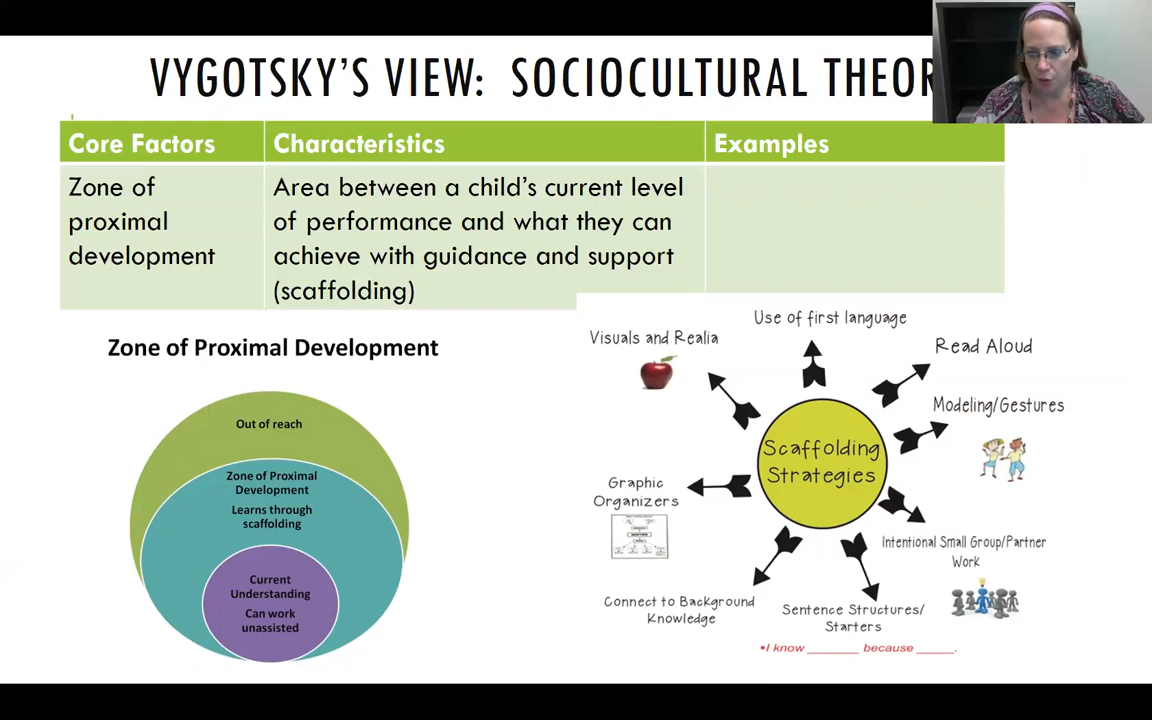 VYGOTSKY'S VIEW: SOCIOCULTURAL THEOR
Core Factors
Characteristics
Examples
Zone of
proximal
development
Area between a child's current level
of performance and what they can
achieve with guidance and support
(scaffolding)
Zone of Proximal Development
Out of reach
Zone of Proximal
Development
Learns through
scaffolding
Current
Understanding
Can work
unassisted
Use of first language
Visuals and Realia
Read Aloud
Modeling/Gestures
Scaffolding
Strategies
Graphic
Organizers
Intentional Small Group/Partner
Work
Connect to Background
Knowledge
Sentence Structures/
Starters
•I know _______ because _____.